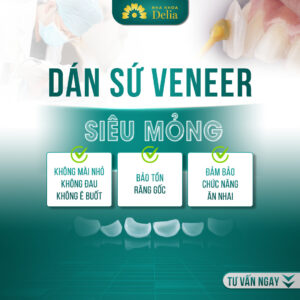 NHA KHOA
Delia
DÁN SỨ VENEER
SIÊU MỎNG
KHÔNG MÀI NHỎ
KHÔNG ĐAU
KHÔNG Ê BUỐT
BẢO TỒN
RĂNG GỐC
ĐẢM BẢO
CHỨC NĂNG
ĂN NHAI
TƯ VẤN NGAY